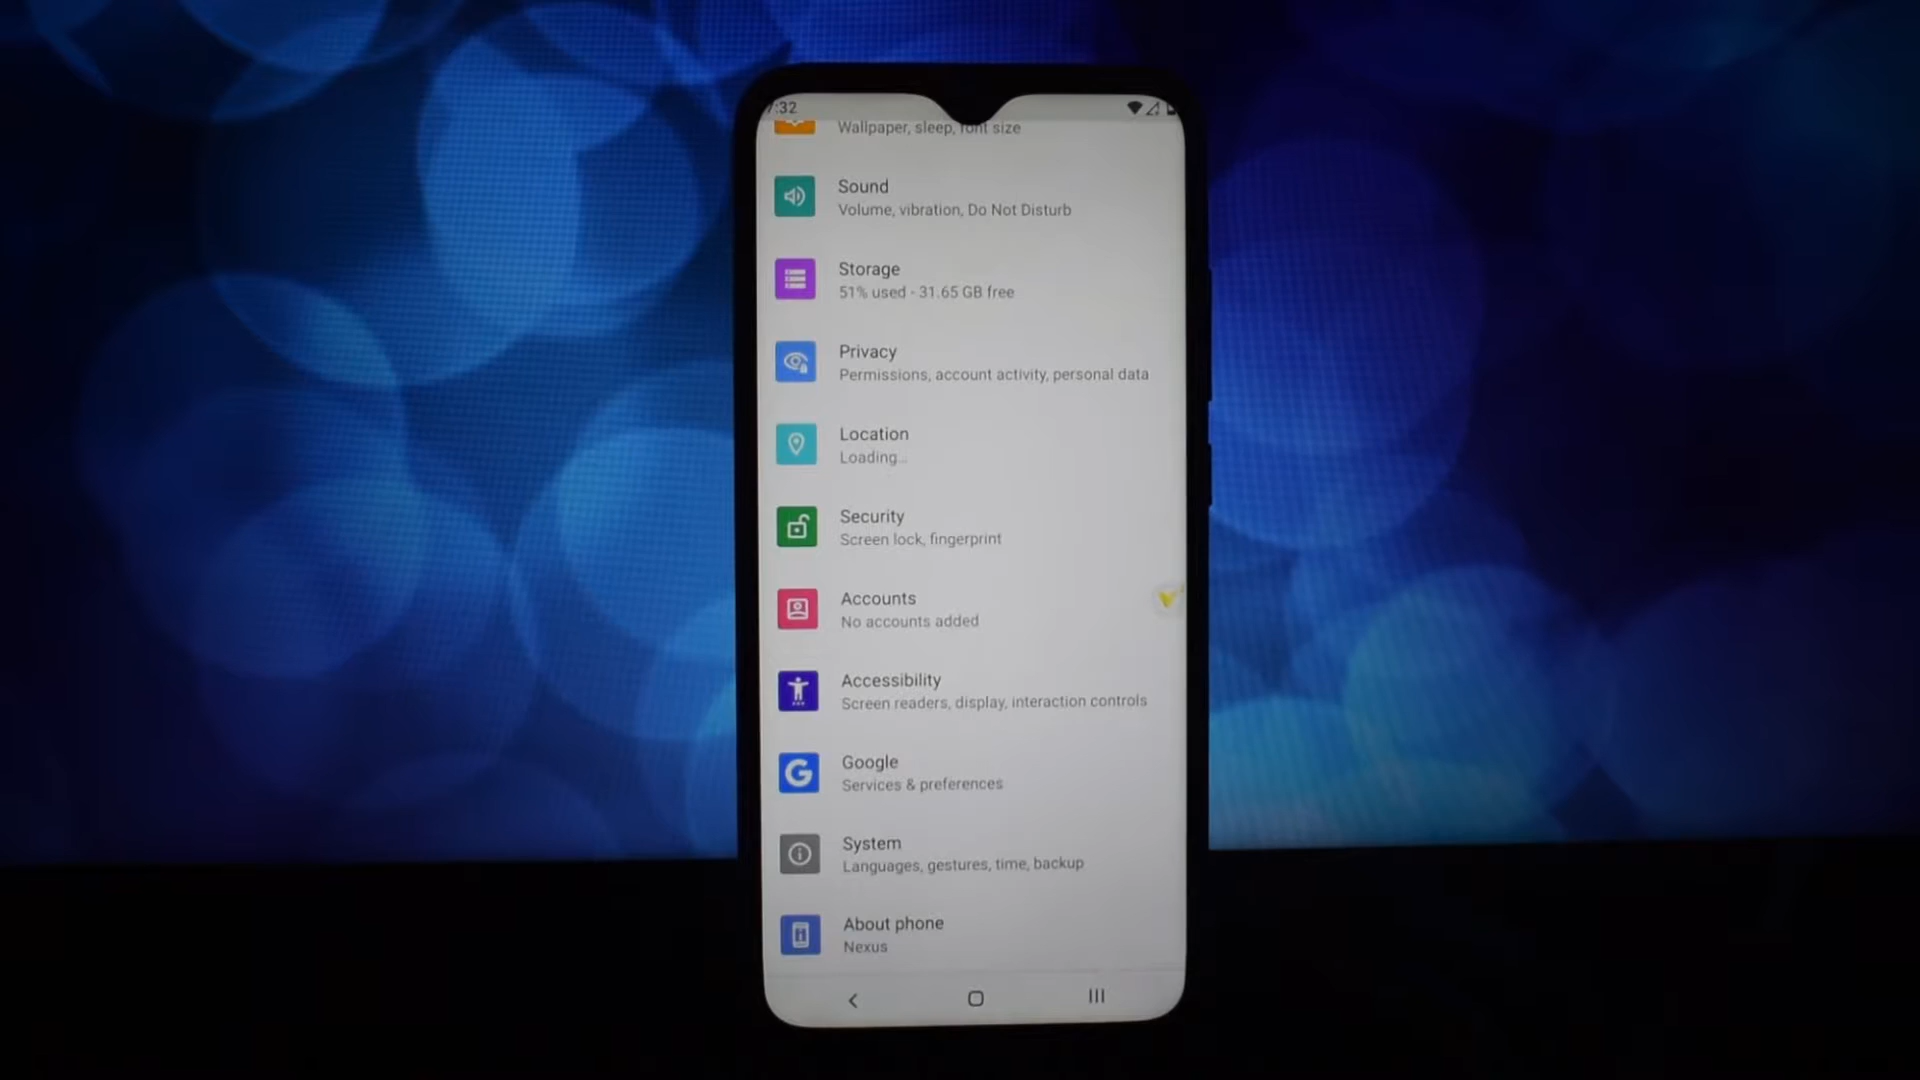 7:32
Wallpaper, sleep, font size
Sound
Volume, vibration, Do Not Disturb
Storage
51% used - 31.65 GB free
Privacy
Permissions, account activity, personal data
Location
Loading...
Security
Screen lock, fingerprint
Accounts
No accounts added
Accessibility
Screen readers, display, interaction controls
Google
Services & preferences
System
Languages, gestures, time, backup
About phone
Nexus